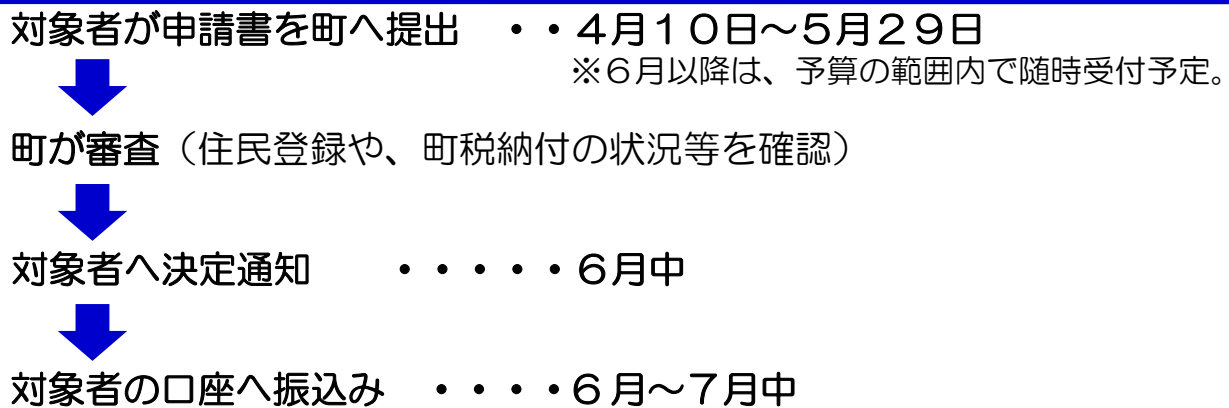 対象者が申請書を町へ提出　・・４月１０日～５月２９日
※６月以降は、予算の範囲内で随時受付予定。
町が審査（住民登録や、町税納付の状況等を確認）
対象者へ決定通知　　・・・・・６月中
対象者の口座へ振込み　・・・・６月～７月中